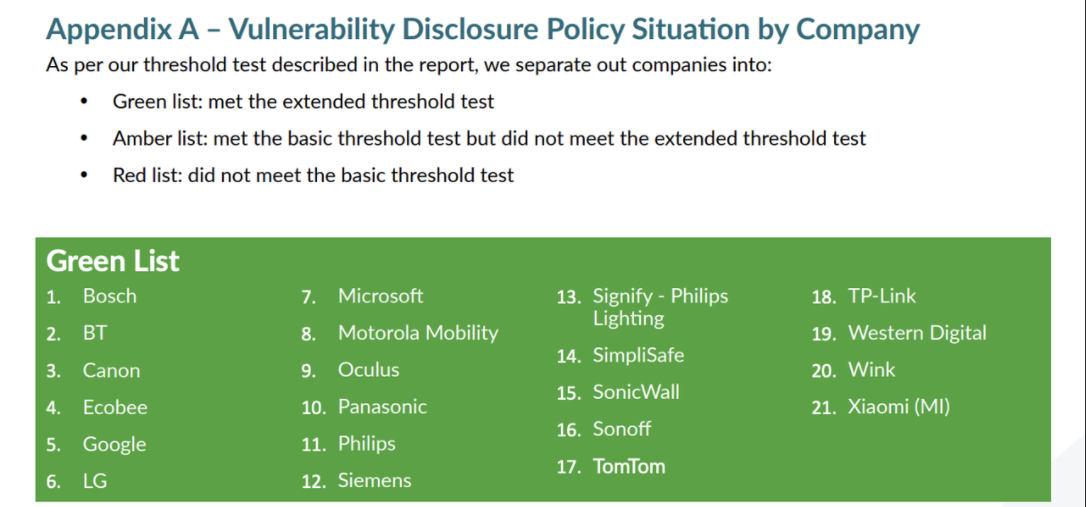 Appendix A – Vulnerability Disclosure Policy Situation by Company
As per our threshold test described in the report, we separate out companies into:
• Green list: met the extended threshold test
• Amber list: met the basic threshold test but did not meet the extended threshold test
• Red list: did not meet the basic threshold test
Green List
1. Bosch
2. BT
3. Canon
4. Ecobee
5. Google
6. LG
7. Microsoft
8. Motorola Mobility
9. Oculus
10. Panasonic
11. Philips
12. Siemens
13. Signify - Philips
Lighting
14. SimpliSafe
15. SonicWall
16. Sonoff
17. TomTom
18. TP-Link
19. Western Digital
20. Wink
21. Xiaomi (MI)